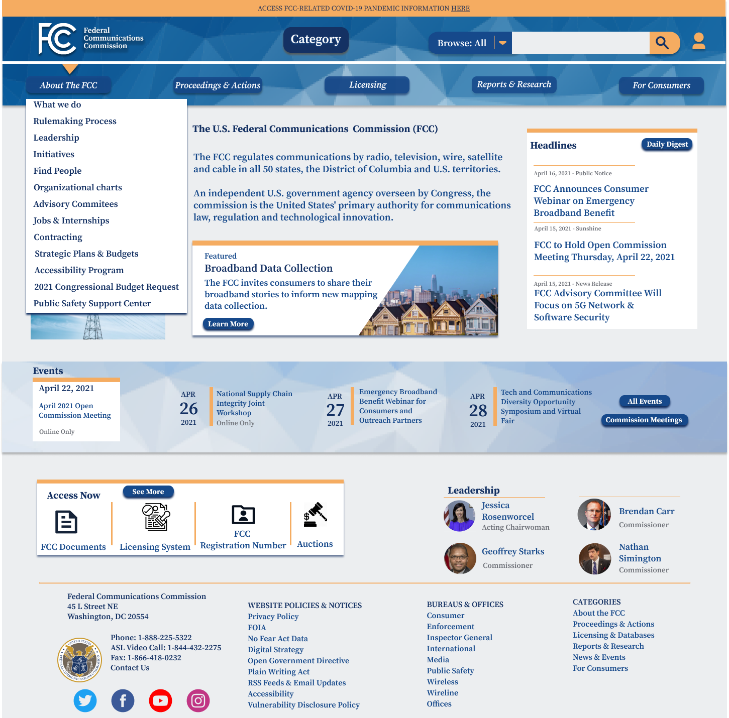 ACCESS FCC-RELATED COVID-19 PANDEMIC INFORMATION HERE
FCC
Federal
Communications
Commission
Category
Browse: All
About The FCC
Proceedings & Actions
Licensing
Reports & Research
For Consumers
What we do
Rulemaking Process
Leadership
Initiatives
Find People
Organizational charts
Advisory Commitees
Jobs & Internships
Contracting
Strategic Plans & Budgets
Accessibility Program
2021 Congressional Budget Request
Public Safety Support Center
The U.S. Federal Communications Commission (FCC)
The FCC regulates communications by radio, television, wire, satellite
and cable in all 50 states, the District of Columbia and U.S. territories.
An independent U.S. government agency overseen by Congress, the
commission is the United States' primary authority for communications
law, regulation and technological innovation.
Featured
Broadband Data Collection
The FCC invites consumers to share their
broadband stories to inform new mapping
data collection.
Learn More
Headlines
Daily Digest
April 16, 2021 - Public Notice
FCC Announces Consumer
Webinar on Emergency
Broadband Benefit
April 15, 2021 - Sunshine
FCC to Hold Open Commission
Meeting Thursday, April 22, 2021
April 15, 2021 - News Release
FCC Advisory Committee Will
Focus on 5G Network &
Software Security
Events
April 22, 2021
April 2021 Open
Commission Meeting
Online Only
APR
26
2021
National Supply Chain
Integrity Joint
Workshop
Online Only
APR
27
2021
Emergency Broadband
Benefit Webinar for
Consumers and
Outreach Partners
APR
28
2021
Tech and Communications
Diversity Opportunity
Symposium and Virtual
Fair
All Events
Commission Meetings
Access Now
See More
FCC Documents
Licensing System
FCC
Registration Number
Auctions
Leadership
Jessica
Rosenworcel
Acting Chairwoman
Brendan Carr
Commissioner
Geoffrey Starks
Commissioner
Nathan
Simington
Commissioner
Federal Communications Commission
45 L Street NE
Washington, DC 20554
Phone: 1-888-225-5322
ASL Video Call: 1-844-432-2275
Fax: 1-866-418-0232
Contact Us
WEBSITE POLICIES & NOTICES
Privacy Policy
FOIA
No Fear Act Data
Digital Strategy
Open Government Directive
Plain Writing Act
RSS Feeds & Email Updates
Accessibility
Vulnerability Disclosure Policy
BUREAUS & OFFICES
Consumer
Enforcement
Inspector General
International
Media
Public Safety
Wireless
Wireline
Offices
CATEGORIES
About the FCC
Proceedings & Actions
Licensing & Databases
Reports & Research
News & Events
For Consumers